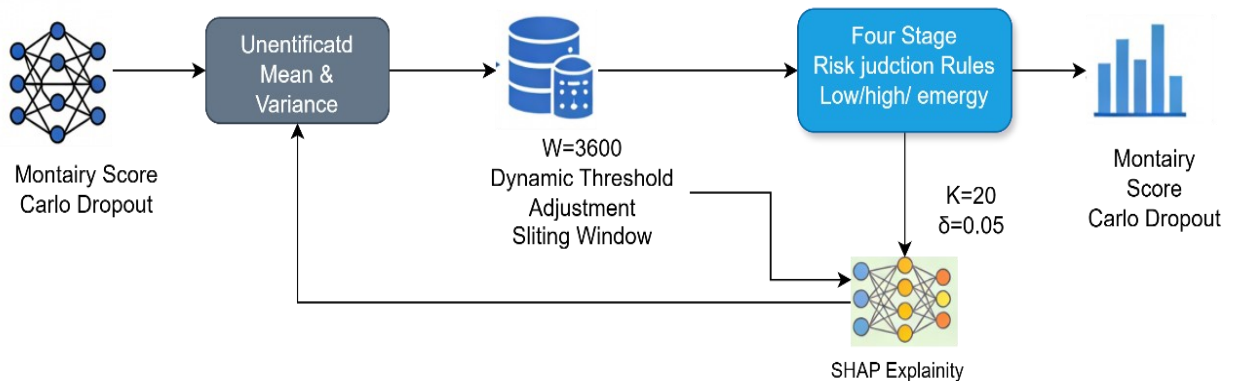 Montairy Score
Carlo Dropout
Unentificatd
Mean &
Variance
W=3600
Dynamic Threshold
Adjustment
Sliting Window
Four Stage
Risk judction Rules
Low/high/ emergy
K=20
δ=0.05
Montairy
Score
Carlo Dropout
SHAP Explainity